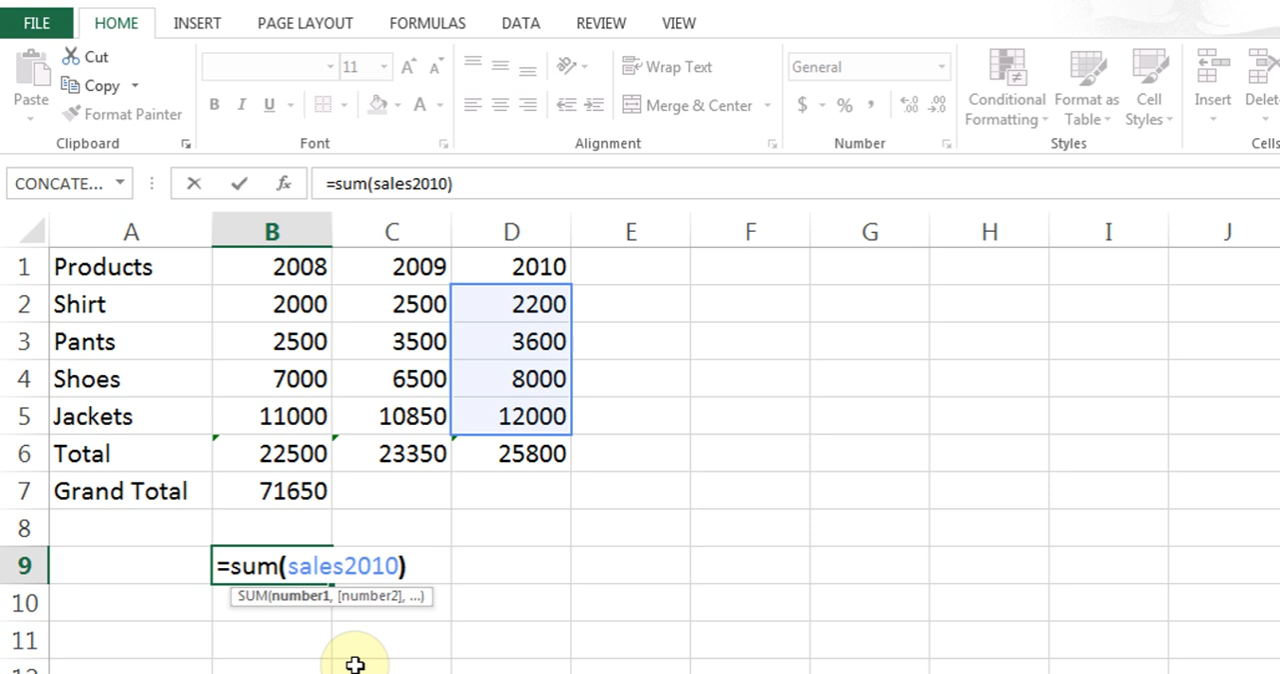 FILE HOME INSERT PAGE LAYOUT FORMULAS DATA REVIEW VIEW
Cut
Copy
Format Painter
Paste
Clipboard
11 A A
B I U A
Font
Wrap Text
Merge & Center
Alignment
General
$ % , .00 .0
Number
Conditional Formatting
Format as Table
Cell Styles
Styles
Insert
Delet
Cells
CONCATE... fx =sum(sales2010)
A B C D E F G H I J
1 Products 2008 2009 2010
2 Shirt 2000 2500 2200
3 Pants 2500 3500 3600
4 Shoes 7000 6500 8000
5 Jackets 11000 10850 12000
6 Total 22500 23350 25800
7 Grand Total 71650
8
9 =sum(sales2010)
SUM(number1, [number2], ...)
10
11